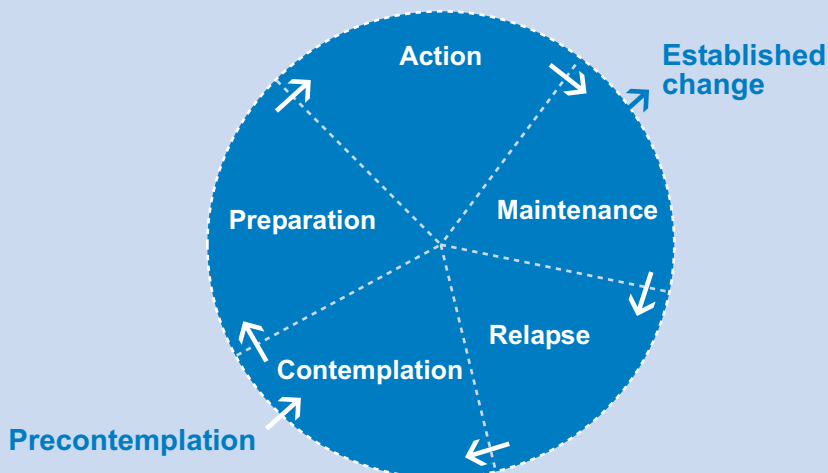 Action
Established
change
Preparation
Maintenance
Relapse
Contemplation
Precontemplation